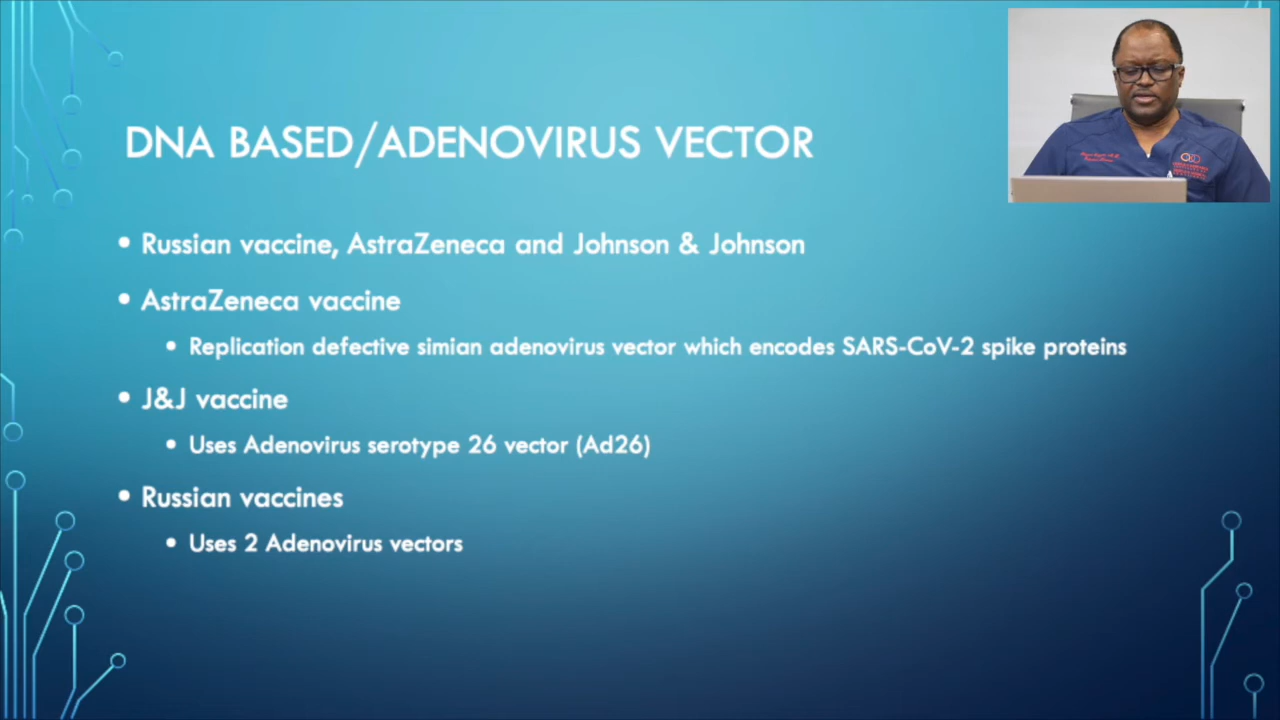 DNA BASED/ADENOVIRUS VECTOR
• Russian vaccine, AstraZeneca and Johnson & Johnson
• AstraZeneca vaccine
• Replication defective simian adenovirus vector which encodes SARS-CoV-2 spike proteins
• J&J vaccine
• Uses Adenovirus serotype 26 vector (Ad26)
• Russian vaccines
• Uses 2 Adenovirus vectors